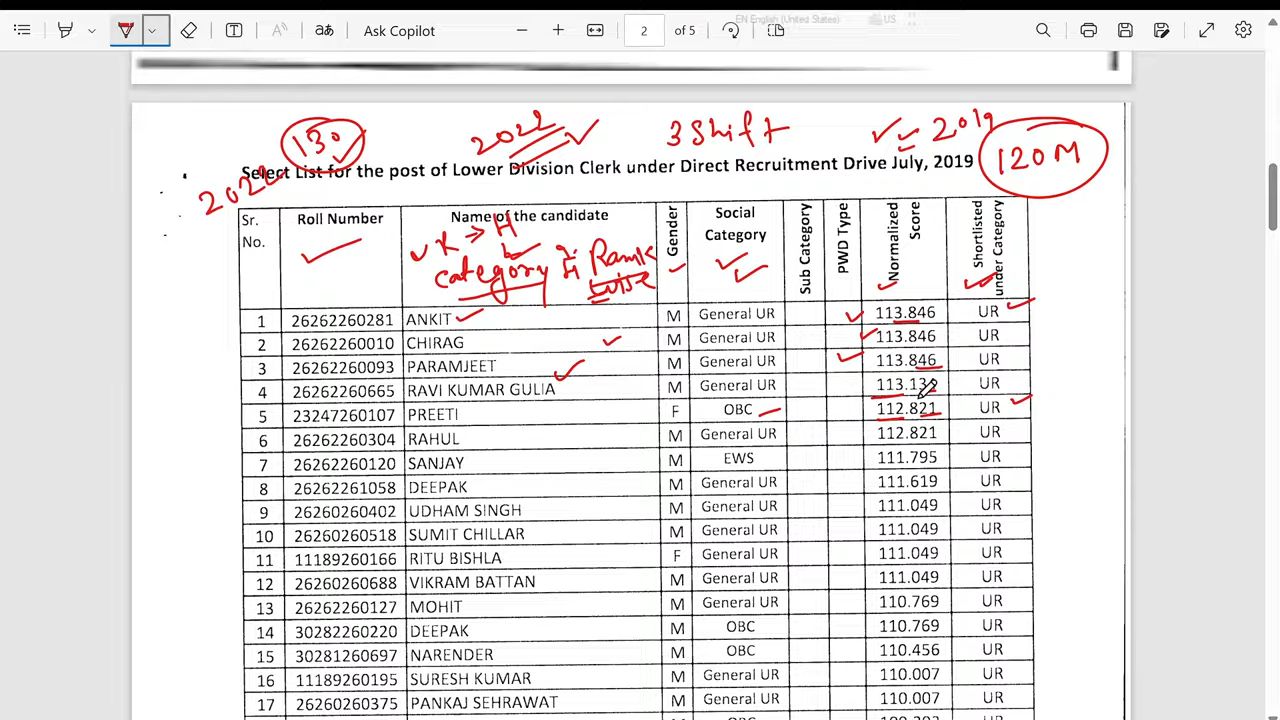 EN English (United States) US
Ask Copilot 2 of 5
130 2022 3 Shift 2019
Select List for the post of Lower Division Clerk under Direct Recruitment Drive July, 2019 120 M
2022
Sr. No. Roll Number Name of the candidate Gender Social Category Sub Category PWD Type Normalized Score Shortlisted under Category
K → H
category Rank wise
1 26262260281 ANKIT M General UR 113.846 UR
2 26262260010 CHIRAG M General UR 113.846 UR
3 26262260093 PARAMJEET M General UR 113.846 UR
4 26262260665 RAVI KUMAR GULIA M General UR 113.132 UR
5 23247260107 PREETI F OBC 112.821 UR
6 26262260304 RAHUL M General UR 112.821 UR
7 26262260120 SANJAY M EWS 111.795 UR
8 26262261058 DEEPAK M General UR 111.619 UR
9 26260260402 UDHAM SINGH M General UR 111.049 UR
10 26260260518 SUMIT CHILLAR M General UR 111.049 UR
11 11189260166 RITU BISHLA F General UR 111.049 UR
12 26260260688 VIKRAM BATTAN M General UR 111.049 UR
13 26262260127 MOHIT M General UR 110.769 UR
14 30282260220 DEEPAK M OBC 110.769 UR
15 30281260697 NARENDER M OBC 110.456 UR
16 11189260195 SURESH KUMAR M General UR 110.007 UR
17 26260260375 PANKAJ SEHRAWAT M General UR 110.007 UR